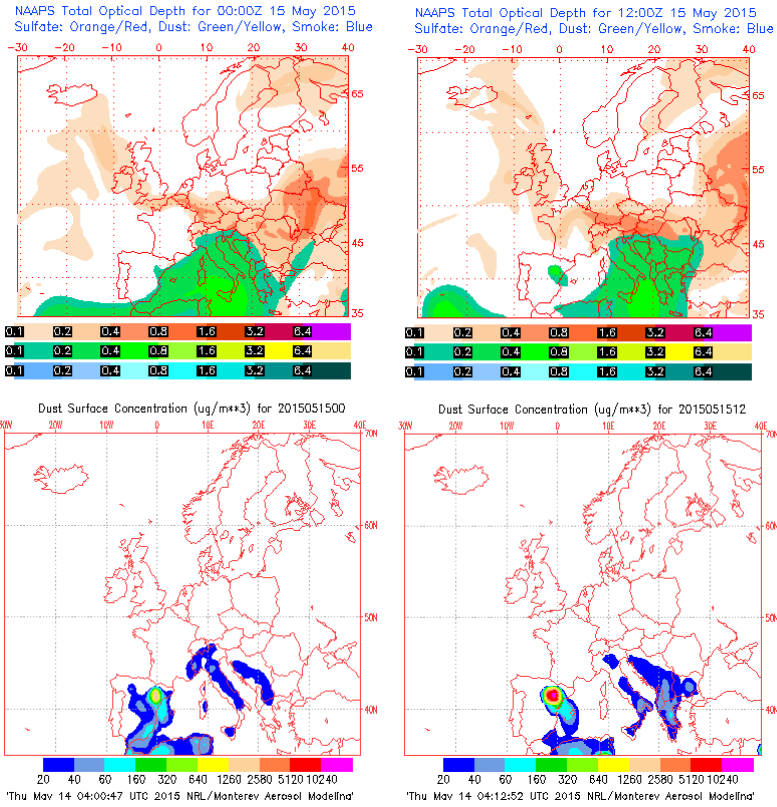 NAAPS Total Optical Depth for 00:00Z 15 May 2015
Sulfate: Orange/Red, Dust: Green/Yellow, Smoke: Blue
-30 -20 -10 0 10 20 30 40
65
55
45
35
0.1 0.2 0.4 0.8 1.6 3.2 6.4
0.1 0.2 0.4 0.8 1.6 3.2 6.4
0.1 0.2 0.4 0.8 1.6 3.2 6.4
NAAPS Total Optical Depth for 12:00Z 15 May 2015
Sulfate: Orange/Red, Dust: Green/Yellow, Smoke: Blue
-30 -20 -10 0 10 20 30 40
65
55
45
35
0.1 0.2 0.4 0.8 1.6 3.2 6.4
0.1 0.2 0.4 0.8 1.6 3.2 6.4
0.1 0.2 0.4 0.8 1.6 3.2 6.4
Dust Surface Concentration (ug/m**3) for 2015051500
20W 10W 0 10E 20E 30E 40E
70N
60N
50N
40N
20 40 60 160 320 640 1260 2580 5120 10240
'Thu May 14 04:00:47 UTC 2015 NRL/Monterey Aerosol Modeling'
Dust Surface Concentration (ug/m**3) for 2015051512
30W 20W 10W 0 10E 20E 30E
70N
60N
50N
40N
20 40 60 160 320 640 1260 2580 5120 10240
'Thu May 14 04:12:52 UTC 2015 NRL/Monterey Aerosol Modeling'